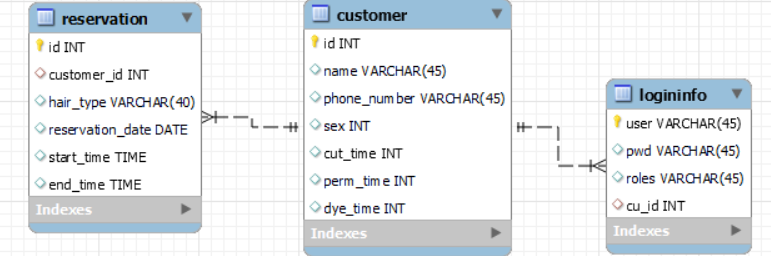 reservation
id INT
customer_id INT
hair_type VARCHAR(40)
reservation_date DATE
start_time TIME
end_time TIME
Indexes
customer
id INT
name VARCHAR(45)
phone_number VARCHAR(45)
sex INT
cut_time INT
perm_time INT
dye_time INT
Indexes
logininfo
user VARCHAR(45)
pwd VARCHAR(45)
roles VARCHAR(45)
cu_id INT
Indexes